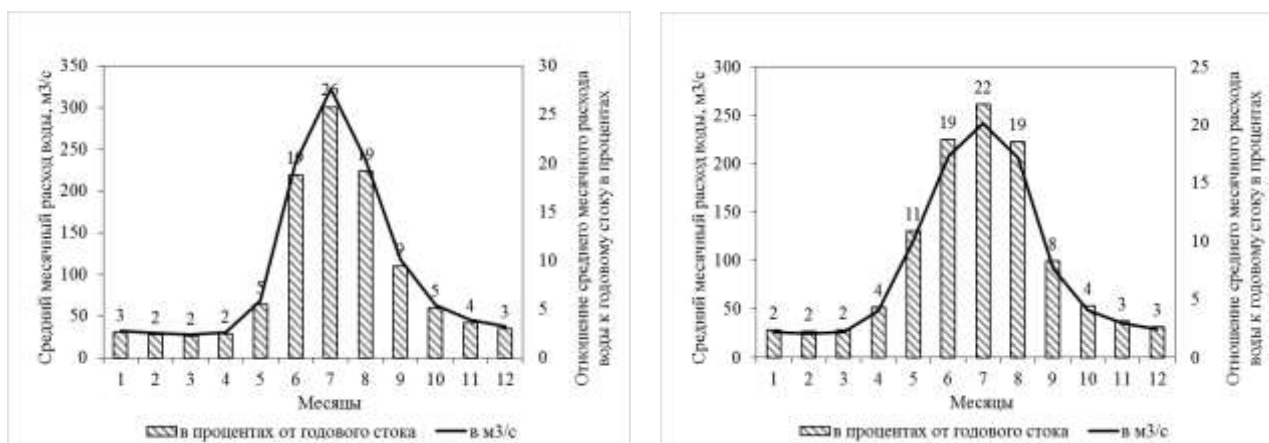 Средний месячный расход воды, м3/с
350
300
250
200
150
100
50
0
3 2 2 2 5 19 26 19 9 5 4 3
30
25
20
15
10
5
0
Отношение среднего месячного расхода
воды к годовому стоку в процентах
1 2 3 4 5 6 7 8 9 10 11 12
Месяцы
в процентах от годового стока в м3/с
Средний месячный расход воды, м3/с
300
250
200
150
100
50
0
2 2 2 4 11 19 22 19 8 4 3 3
25
20
15
10
5
0
Отношение среднего месячного расхода
воды к годовому стоку в процентах
1 2 3 4 5 6 7 8 9 10 11 12
Месяцы
в процентах от годового стока в м3/с